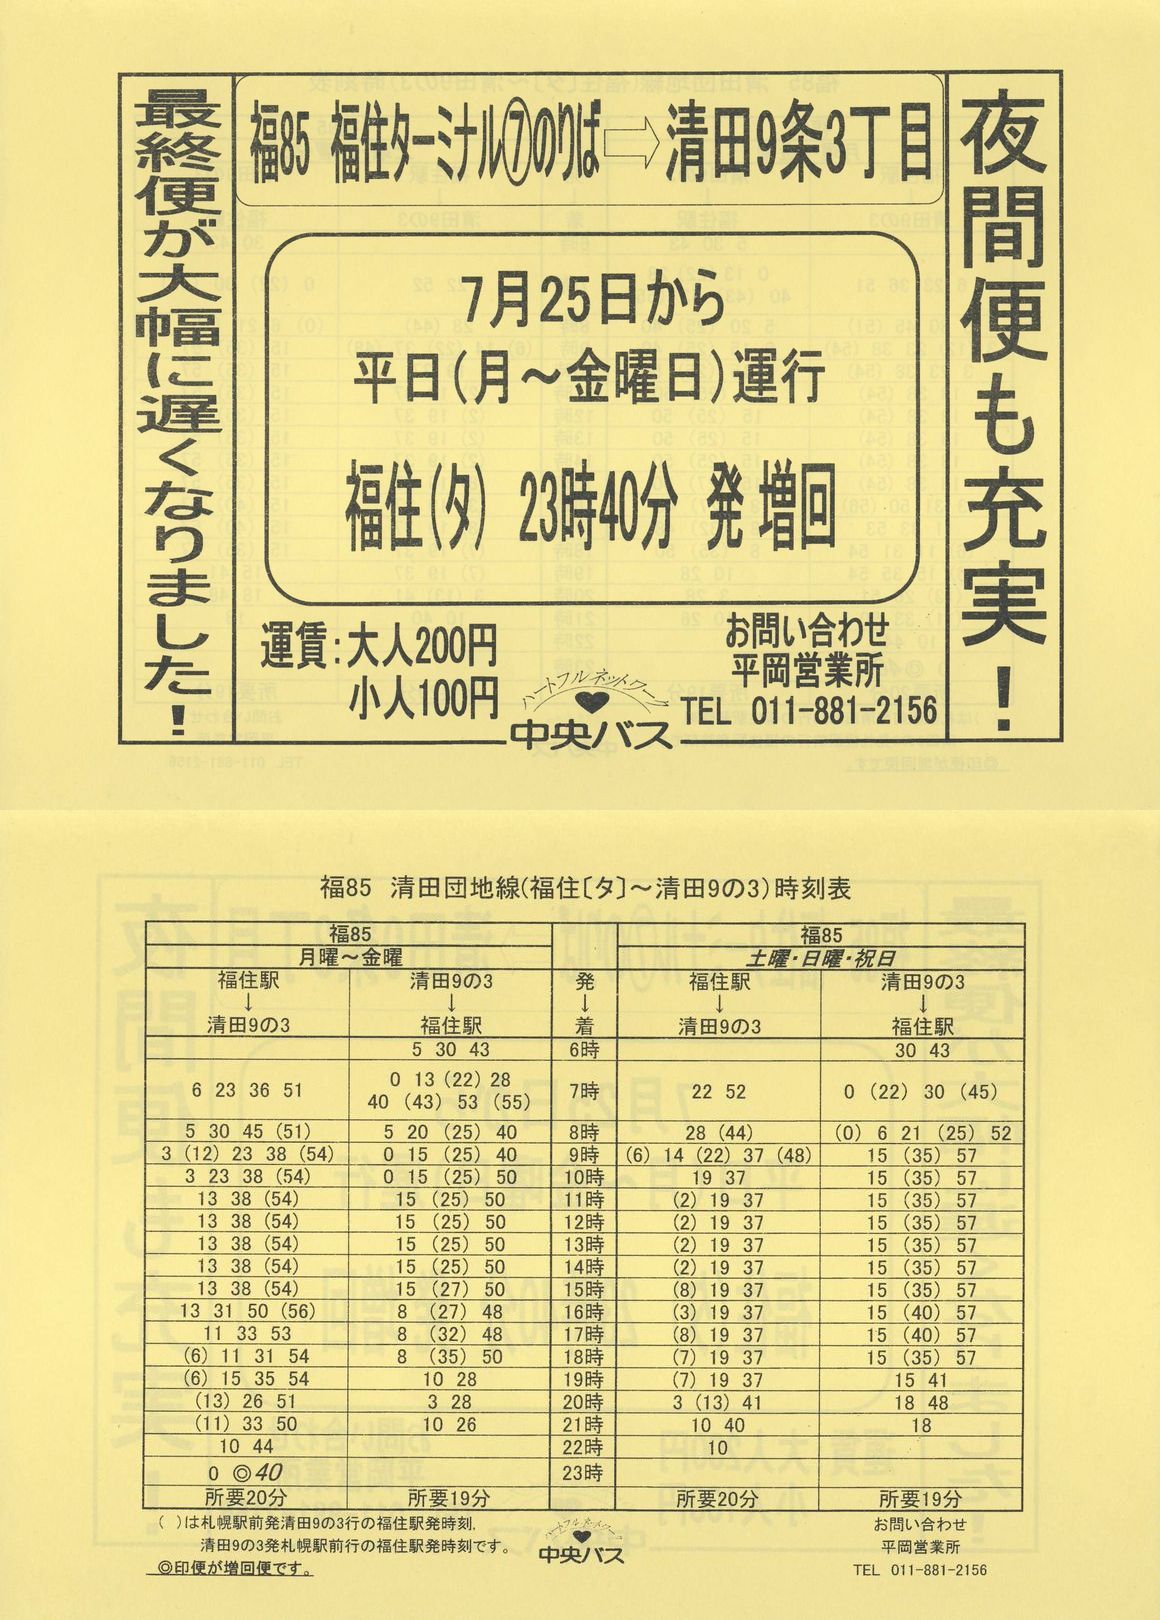 最終便が大幅に遅くなりました！
福85 福住ターミナル⑦のりば⇨清田9条3丁目
夜間便も充実！
7月25日から
平日（月～金曜日）運行
福住（タ） 23時40分 発 増回
運賃：大人200円
小人100円
ハートフルネットワーク
中央バス
お問い合わせ
平岡営業所
TEL 011-881-2156
福85 清田団地線（福住〔タ〕～清田9の3）時刻表
福85 福85
月曜～金曜 土曜・日曜・祝日
福住駅 清田9の3 発 福住駅 清田9の3
↓ ↓ ↓ ↓ ↓
清田9の3 福住駅 着 清田9の3 福住駅
5 30 43 6時 30 43
6 23 36 51 0 13 (22) 28 40 (43) 53 (55) 7時 22 52 0 (22) 30 (45)
5 30 45 (51) 5 20 (25) 40 8時 28 (44) (0) 6 21 (25) 52
3 (12) 23 38 (54) 0 15 (25) 40 9時 (6) 14 (22) 37 (48) 15 (35) 57
3 23 38 (54) 0 15 (25) 50 10時 19 37 15 (35) 57
13 38 (54) 15 (25) 50 11時 (2) 19 37 15 (35) 57
13 38 (54) 15 (25) 50 12時 (2) 19 37 15 (35) 57
13 38 (54) 15 (25) 50 13時 (2) 19 37 15 (35) 57
13 38 (54) 15 (25) 50 14時 (2) 19 37 15 (35) 57
13 38 (54) 15 (27) 50 15時 (8) 19 37 15 (35) 57
13 31 50 (56) 8 (27) 48 16時 (3) 19 37 15 (40) 57
11 33 53 8 (32) 48 17時 (8) 19 37 15 (40) 57
(6) 11 31 54 8 (35) 50 18時 (7) 19 37 15 (35) 57
(6) 15 35 54 10 28 19時 (7) 19 37 15 41
(13) 26 51 3 28 20時 3 (13) 41 18 48
(11) 33 50 10 26 21時 10 40 18
10 44 22時 10
0 ◎40 23時
所要20分 所要19分 所要20分 所要19分
（ ）は札幌駅前発清田9の3行の福住駅発時刻．
清田9の3発札幌駅前行の福住駅発時刻です。
◎印便が増回便です。
ハートフルネットワーク
中央バス
お問い合わせ
平岡営業所
TEL 011-881-2156